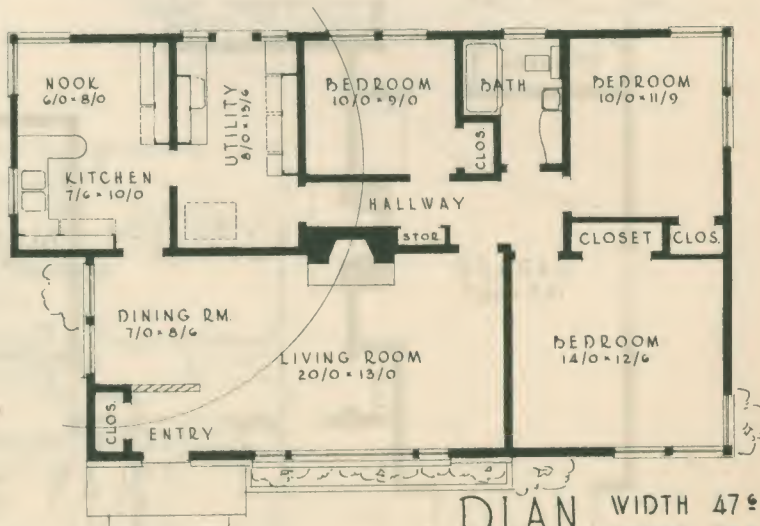 NOOK
6/0 × 8/0
UTILITY
8/0 × 13/6
BEDROOM
10/0 × 9/0
BATH
BEDROOM
10/0 × 11/9
KITCHEN
7/6 × 10/0
CLOS.
HALLWAY
STOR
CLOSET
CLOS.
DINING RM.
7/0 × 8/6
LIVING ROOM
20/0 × 13/0
BEDROOM
14/0 × 12/6
CLOS.
ENTRY
PLAN WIDTH 47⁶